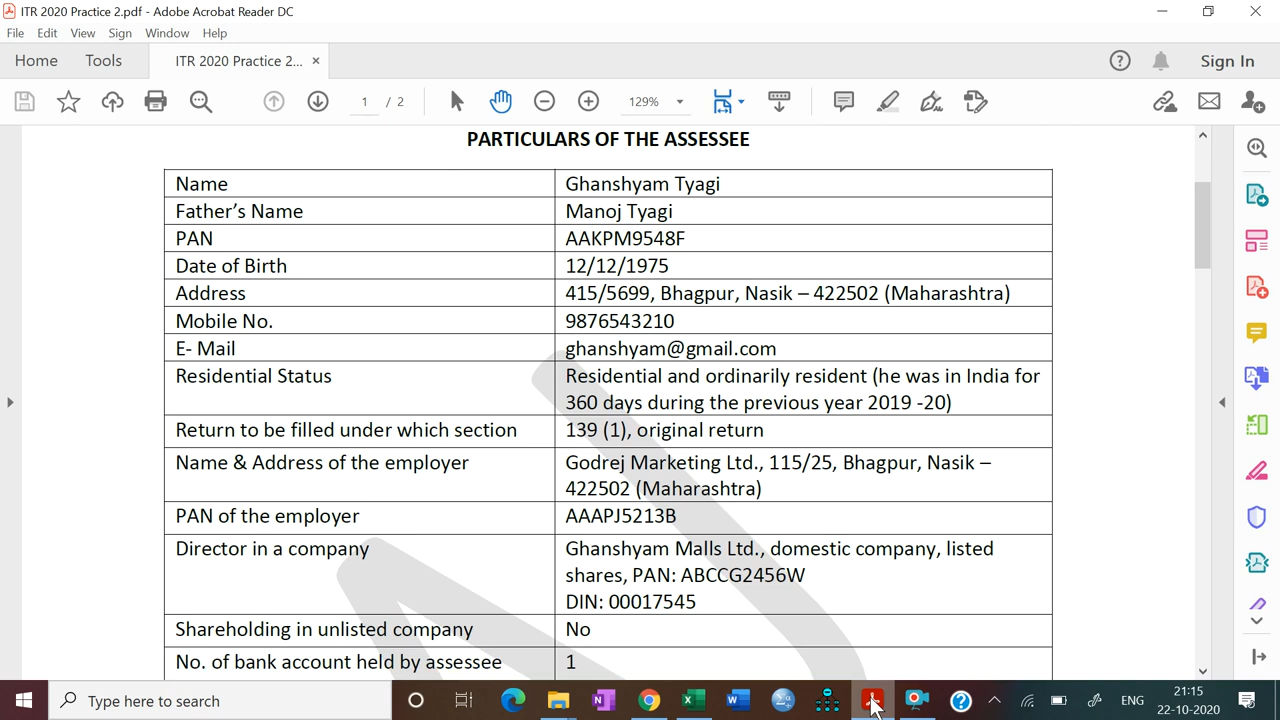 ITR 2020 Practice 2.pdf - Adobe Acrobat Reader DC
File Edit View Sign Window Help
Home Tools ITR 2020 Practice 2... × Sign In
1 / 2 129%
PARTICULARS OF THE ASSESSEE
Name Ghanshyam Tyagi
Father’s Name Manoj Tyagi
PAN AAKPM9548F
Date of Birth 12/12/1975
Address 415/5699, Bhagpur, Nasik – 422502 (Maharashtra)
Mobile No. 9876543210
E- Mail ghanshyam@gmail.com
Residential Status Residential and ordinarily resident (he was in India for
360 days during the previous year 2019 -20)
Return to be filled under which section 139 (1), original return
Name & Address of the employer Godrej Marketing Ltd., 115/25, Bhagpur, Nasik –
422502 (Maharashtra)
PAN of the employer AAAPJ5213B
Director in a company Ghanshyam Malls Ltd., domestic company, listed
shares, PAN: ABCCG2456W
DIN: 00017545
Shareholding in unlisted company No
No. of bank account held by assessee 1
Type here to search ENG 21:15
22-10-2020